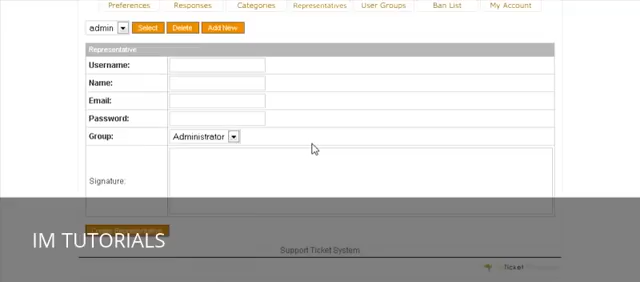 Preferences Responses Categories Representatives User Groups Ban List My Account
admin Select Delete Add New
Representative
Username:
Name:
Email:
Password:
Group: Administrator
Signature:
IM TUTORIALS
Support Ticket System